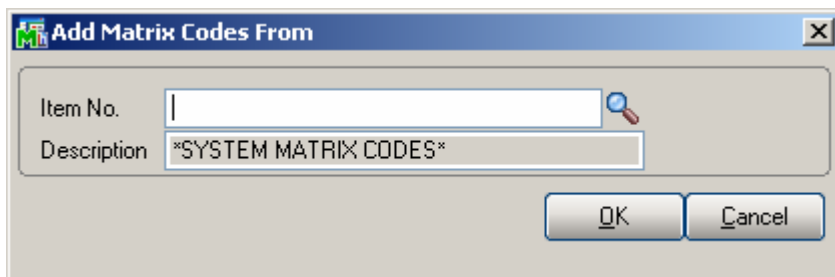 Add Matrix Codes From
Item No.
Description *SYSTEM MATRIX CODES*
OK Cancel